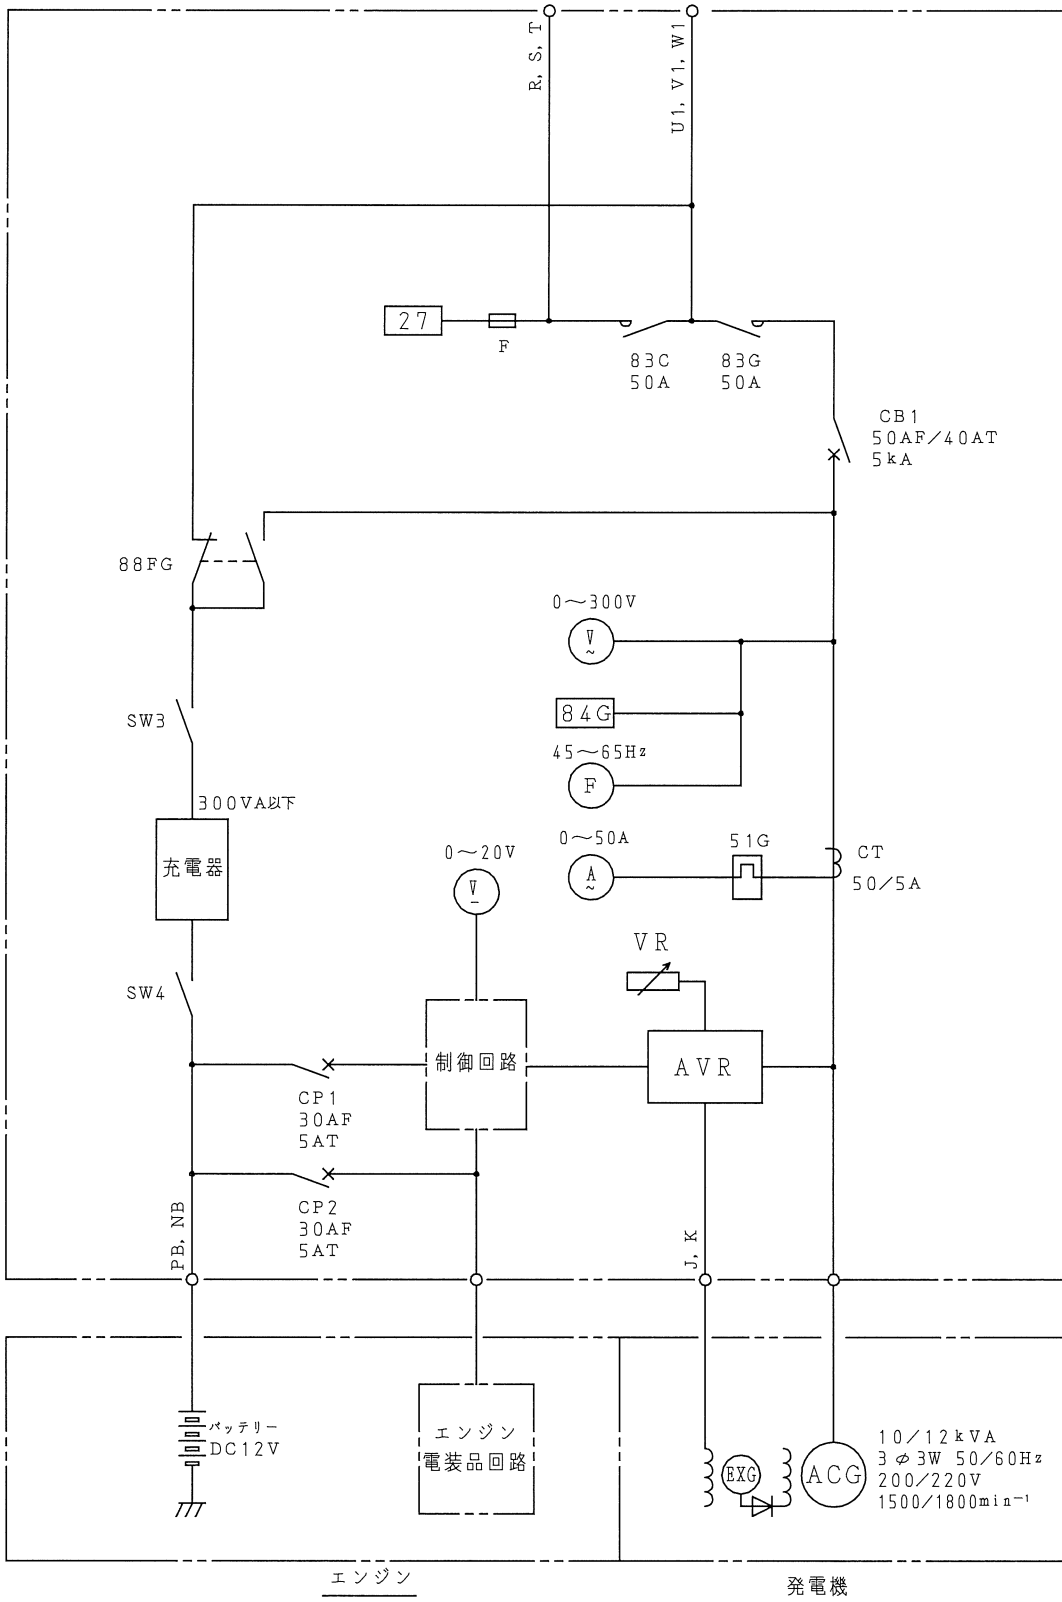 R, S, T
U1, V1, W1
27
F
83C
50A
83G
50A
CB1
50AF/40AT
5kA
88FG
0～300V
V
~
SW3
84G
45～65Hz
F
300VA以下
充電器
0～20V
V
0～50A
A
~
51G
CT
50/5A
VR
SW4
制御回路
AVR
CP1
30AF
5AT
CP2
30AF
5AT
PB, NB
J, K
バッテリー
DC12V
エンジン
電装品回路
EXG
ACG
10/12kVA
3φ3W 50/60Hz
200/220V
1500/1800min⁻¹
エンジン
発電機